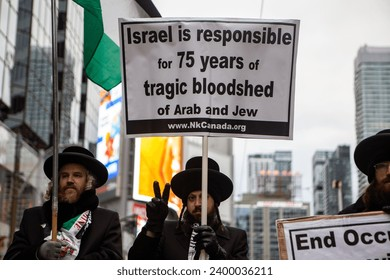 Israel is responsible
for 75 years of
tragic bloodshed
of Arab and Jew
www.NkCanada.org
End Occu
shutterstock.com · 2400036211